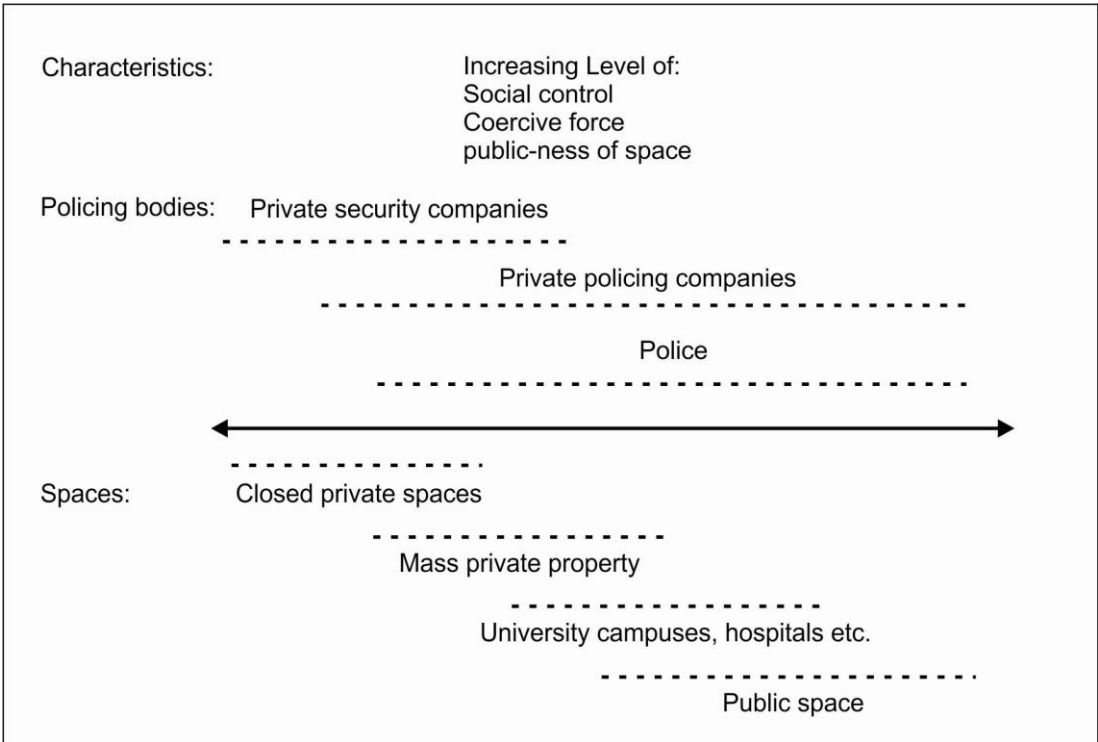 Characteristics:
Increasing Level of:
Social control
Coercive force
public-ness of space
Policing bodies:
Private security companies
Private policing companies
Police
Spaces:
Closed private spaces
Mass private property
University campuses, hospitals etc.
Public space